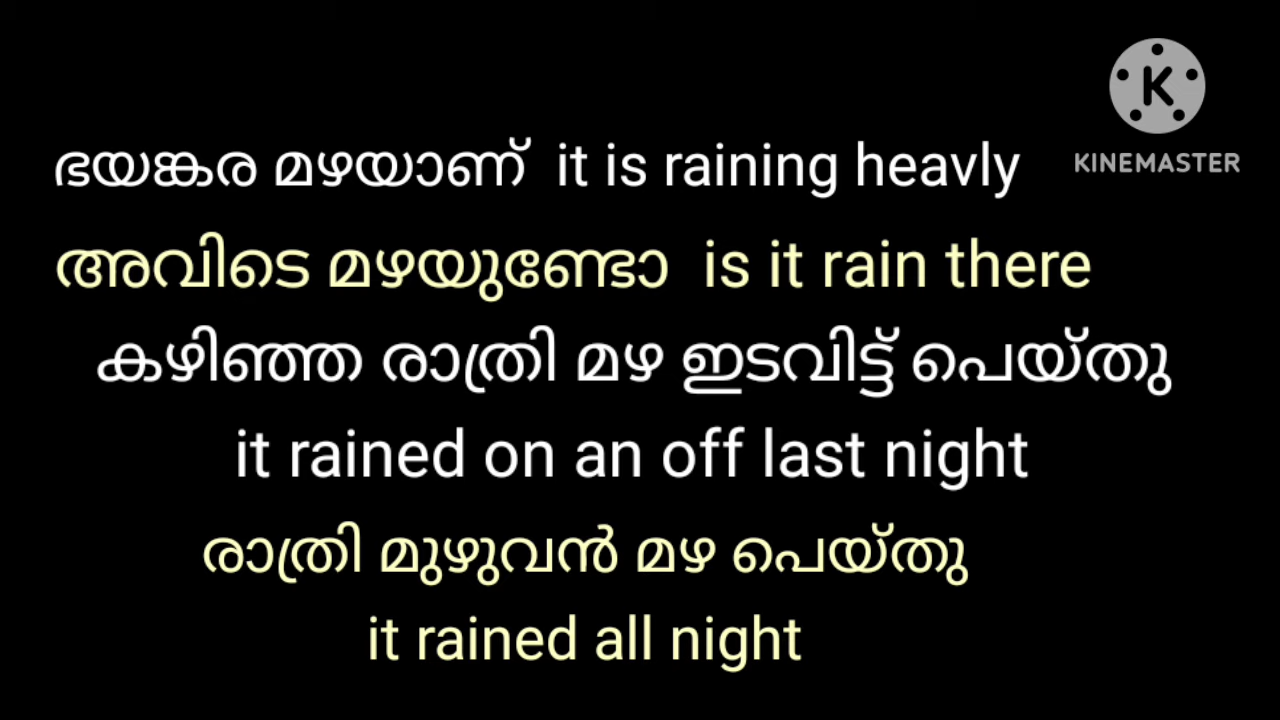 ഭയങ്കര മഴയാണ് it is raining heavly
KINEMASTER
അവിടെ മഴയുണ്ടോ is it rain there
കഴിഞ്ഞ രാത്രി മഴ ഇടവിട്ട് പെയ്തു
it rained on an off last night
രാത്രി മുഴുവൻ മഴ പെയ്തു
it rained all night